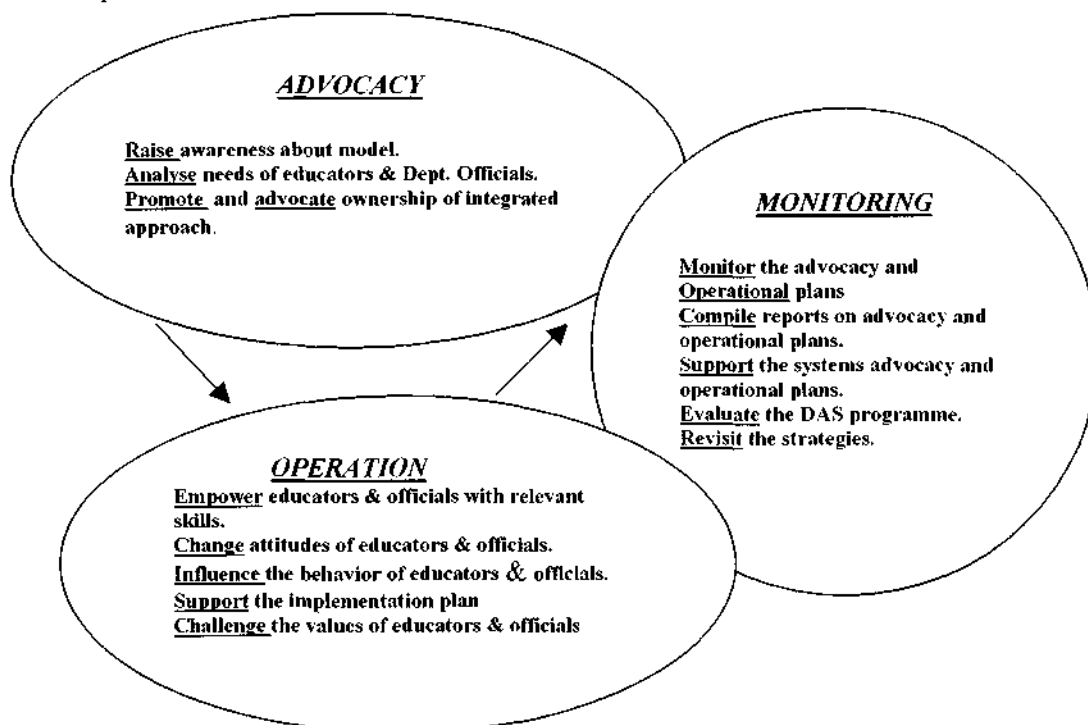 ADVOCACY
Raise awareness about model.
Analyse needs of educators & Dept. Officials.
Promote and advocate ownership of integrated
approach.
MONITORING
Monitor the advocacy and
Operational plans
Compile reports on advocacy and
operational plans.
Support the systems advocacy and
operational plans.
Evaluate the DAS programme.
Revisit the strategies.
OPERATION
Empower educators & officials with relevant
skills.
Change attitudes of educators & officials.
Influence the behavior of educators & officials.
Support the implementation plan
Challenge the values of educators & officials